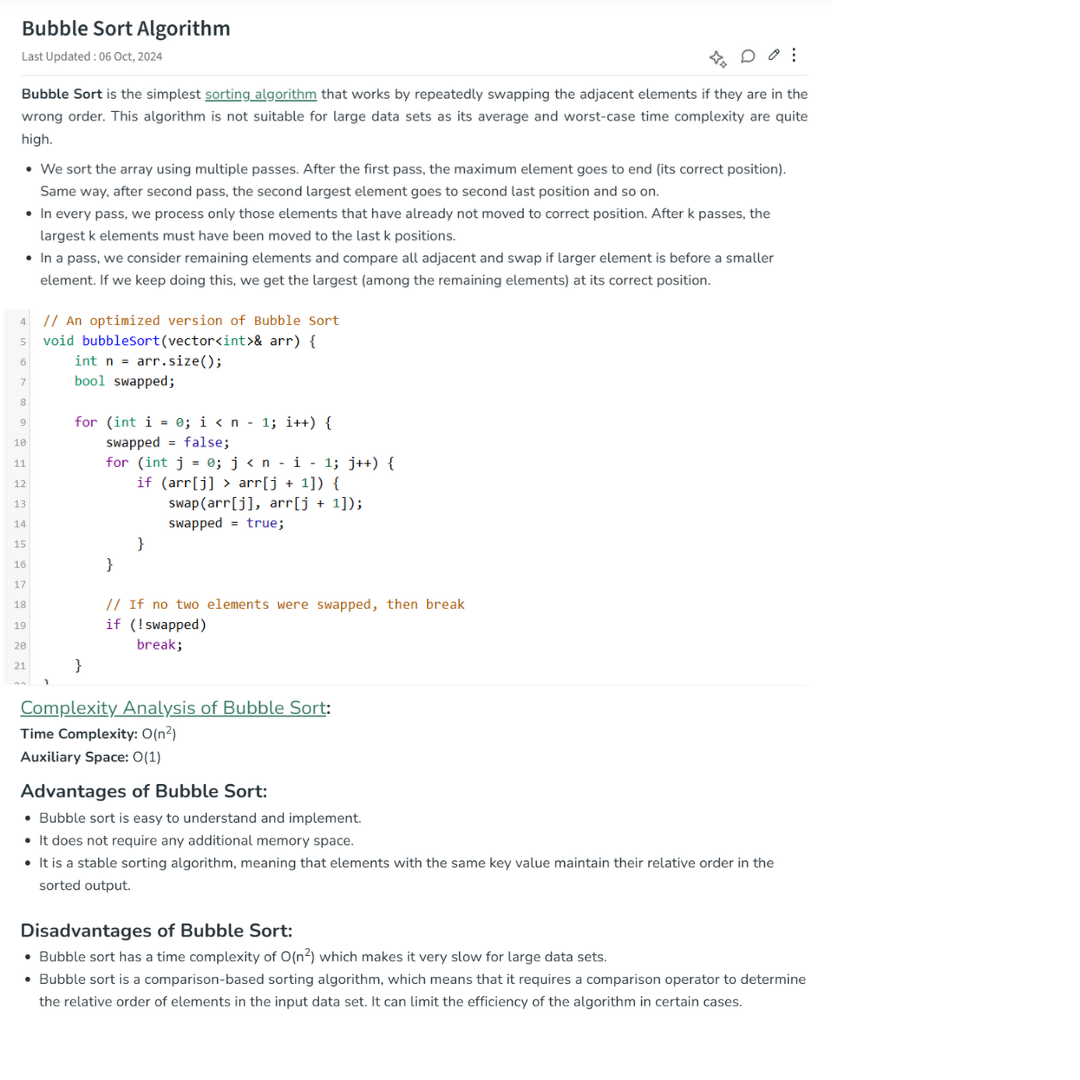 Bubble Sort Algorithm
Last Updated : 06 Oct, 2024
Bubble Sort is the simplest sorting algorithm that works by repeatedly swapping the adjacent elements if they are in the
wrong order. This algorithm is not suitable for large data sets as its average and worst-case time complexity are quite
high.
• We sort the array using multiple passes. After the first pass, the maximum element goes to end (its correct position).
Same way, after second pass, the second largest element goes to second last position and so on.
• In every pass, we process only those elements that have already not moved to correct position. After k passes, the
largest k elements must have been moved to the last k positions.
• In a pass, we consider remaining elements and compare all adjacent and swap if larger element is before a smaller
element. If we keep doing this, we get the largest (among the remaining elements) at its correct position.
4 // An optimized version of Bubble Sort
5 void bubbleSort(vector<int>& arr) {
6     int n = arr.size();
7     bool swapped;
8
9     for (int i = 0; i < n - 1; i++) {
10         swapped = false;
11         for (int j = 0; j < n - i - 1; j++) {
12             if (arr[j] > arr[j + 1]) {
13                 swap(arr[j], arr[j + 1]);
14                 swapped = true;
15             }
16         }
17
18         // If no two elements were swapped, then break
19         if (!swapped)
20             break;
21     }
Complexity Analysis of Bubble Sort:
Time Complexity: O(n²)
Auxiliary Space: O(1)
Advantages of Bubble Sort:
• Bubble sort is easy to understand and implement.
• It does not require any additional memory space.
• It is a stable sorting algorithm, meaning that elements with the same key value maintain their relative order in the
sorted output.
Disadvantages of Bubble Sort:
• Bubble sort has a time complexity of O(n²) which makes it very slow for large data sets.
• Bubble sort is a comparison-based sorting algorithm, which means that it requires a comparison operator to determine
the relative order of elements in the input data set. It can limit the efficiency of the algorithm in certain cases.